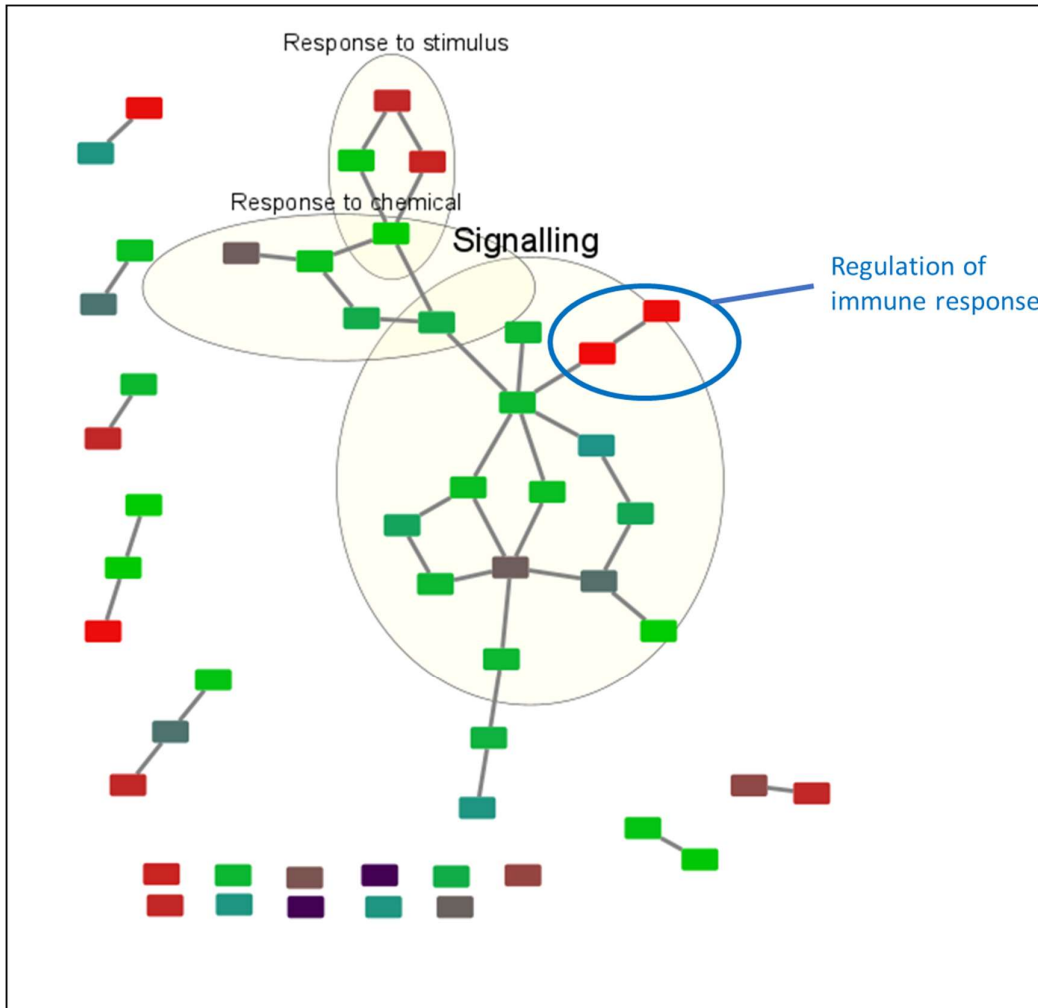 Response to stimulus
Response to chemical
Signalling
Regulation of
immune response